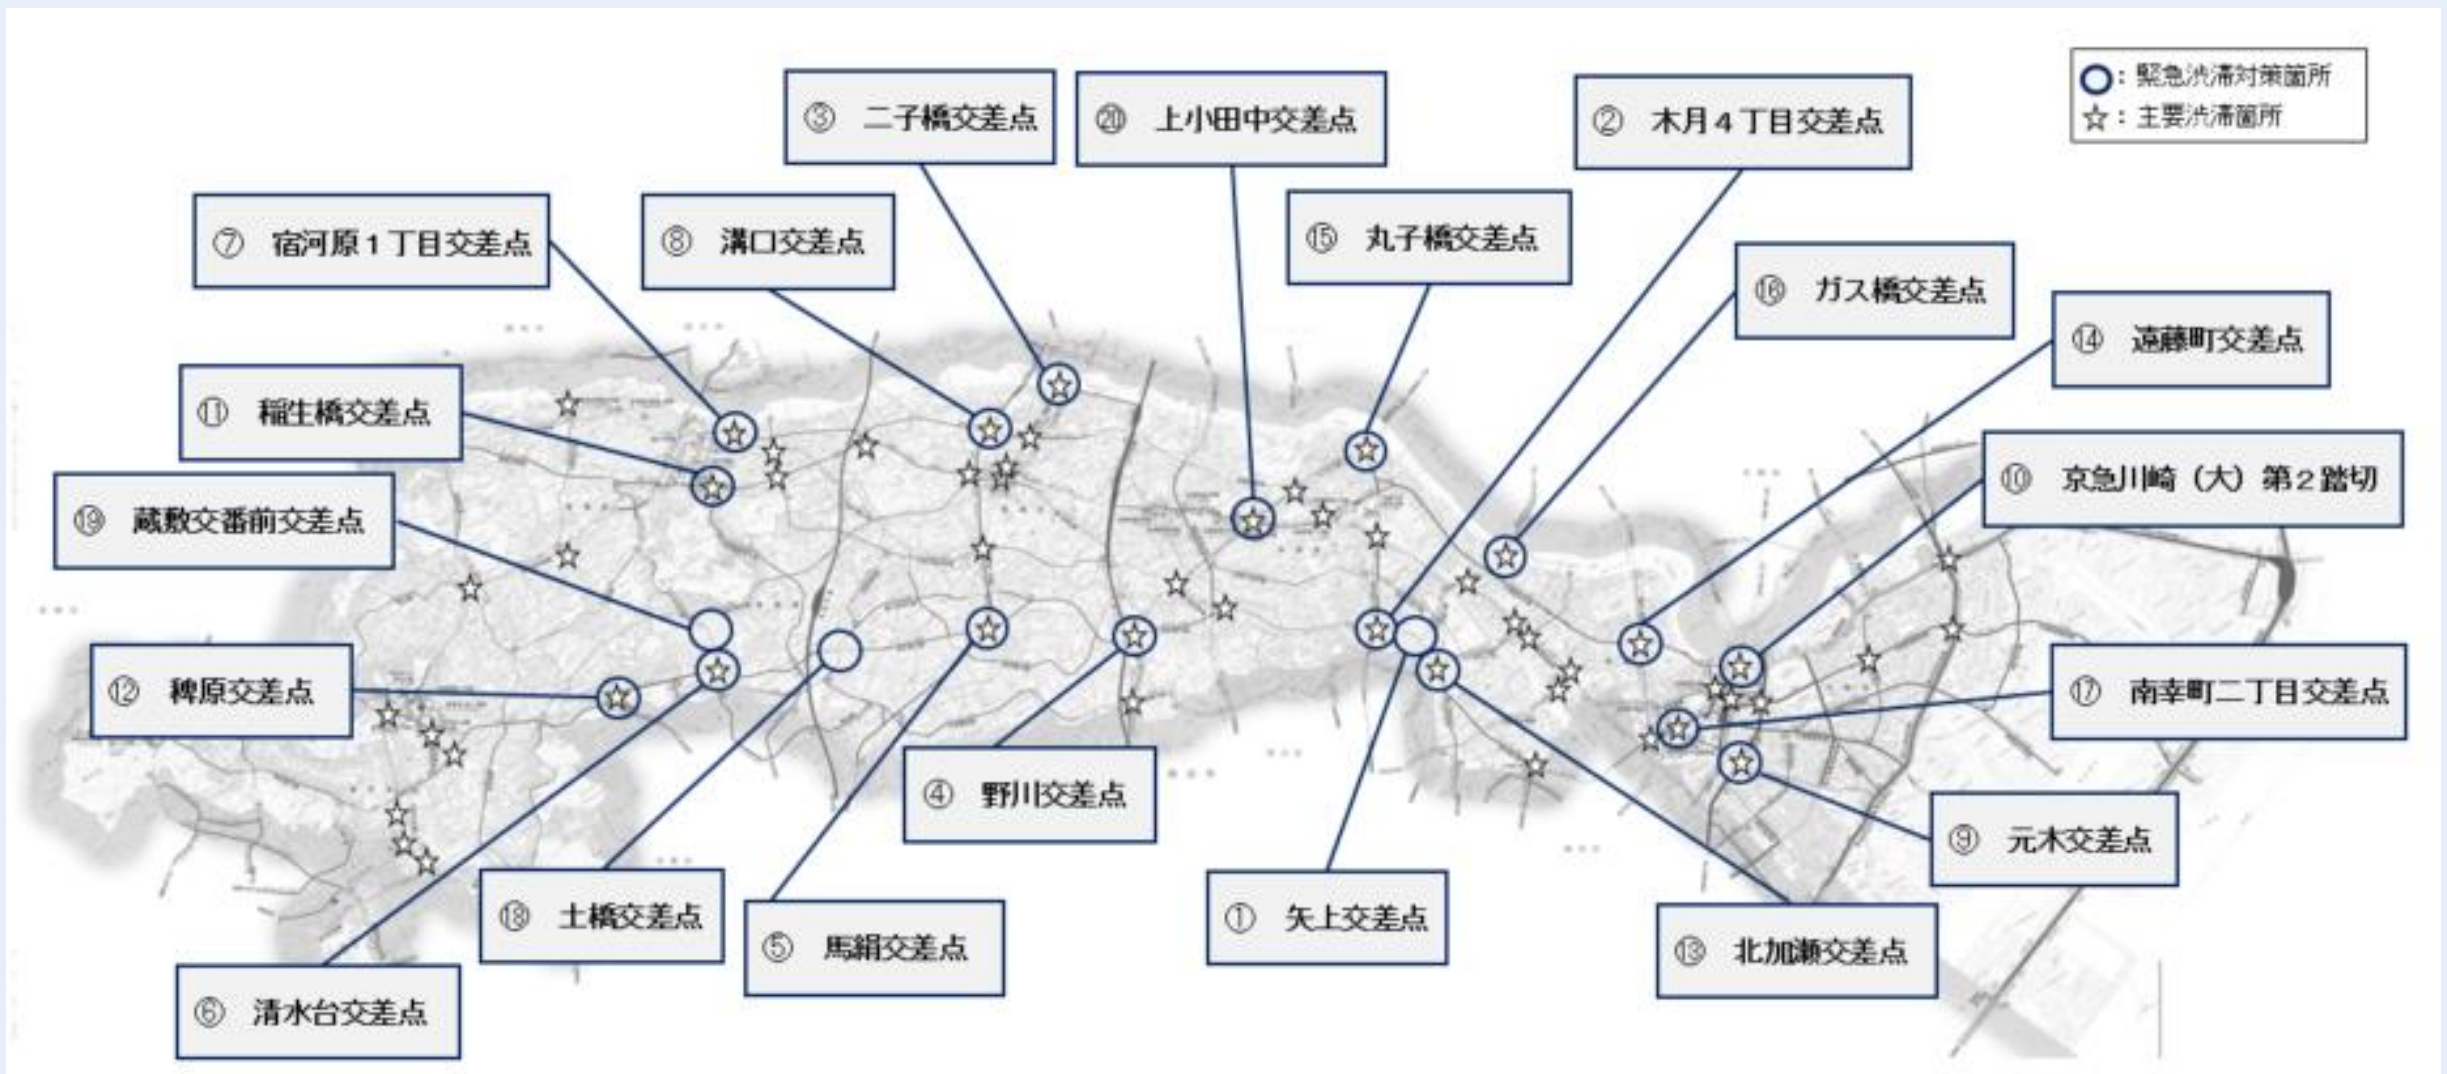 ○：緊急渋滞対策箇所
☆：主要渋滞箇所
③ 二子橋交差点
⑳ 上小田中交差点
② 木月４丁目交差点
⑦ 宿河原１丁目交差点
⑧ 溝口交差点
⑮ 丸子橋交差点
⑯ ガス橋交差点
⑭ 遠藤町交差点
⑪ 稲生橋交差点
⑩ 京急川崎（大）第２踏切
⑲ 蔵敷交番前交差点
⑫ 稗原交差点
⑰ 南幸町二丁目交差点
④ 野川交差点
⑨ 元木交差点
⑱ 土橋交差点
⑤ 馬絹交差点
① 矢上交差点
⑬ 北加瀬交差点
⑥ 清水台交差点